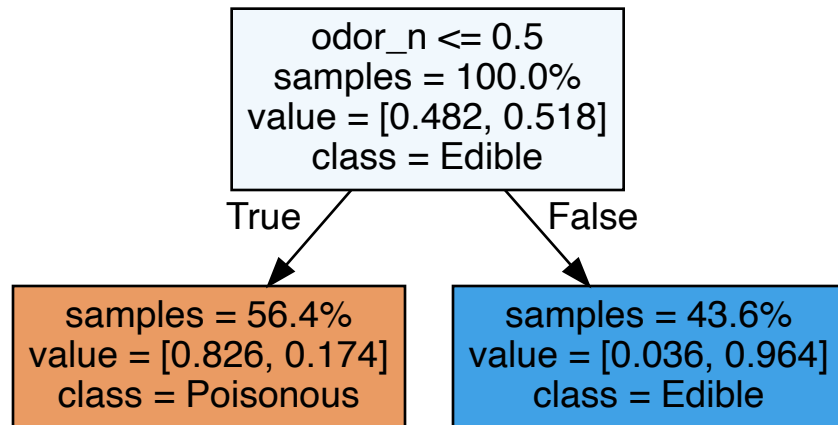 odor_n <= 0.5
samples = 100.0%
value = [0.482, 0.518]
class = Edible
True
False
samples = 56.4%
value = [0.826, 0.174]
class = Poisonous
samples = 43.6%
value = [0.036, 0.964]
class = Edible